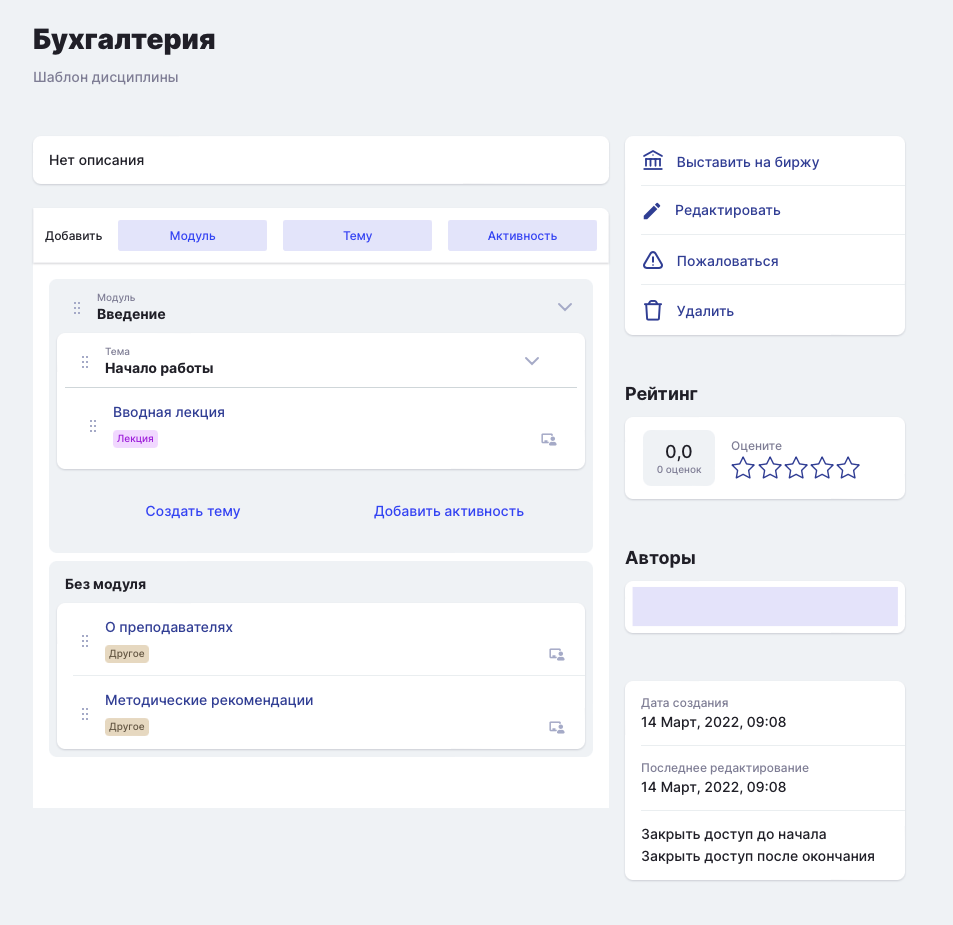 Бухгалтерия
Шаблон дисциплины
Нет описания
Добавить Модуль Тему Активность
Модуль
Введение
Тема
Начало работы
Вводная лекция
Лекция
Создать тему Добавить активность
Без модуля
О преподавателях
Другое
Методические рекомендации
Другое
Выставить на биржу
Редактировать
Пожаловаться
Удалить
Рейтинг
0,0
0 оценок
Оцените
Авторы
Дата создания
14 Март, 2022, 09:08
Последнее редактирование
14 Март, 2022, 09:08
Закрыть доступ до начала
Закрыть доступ после окончания